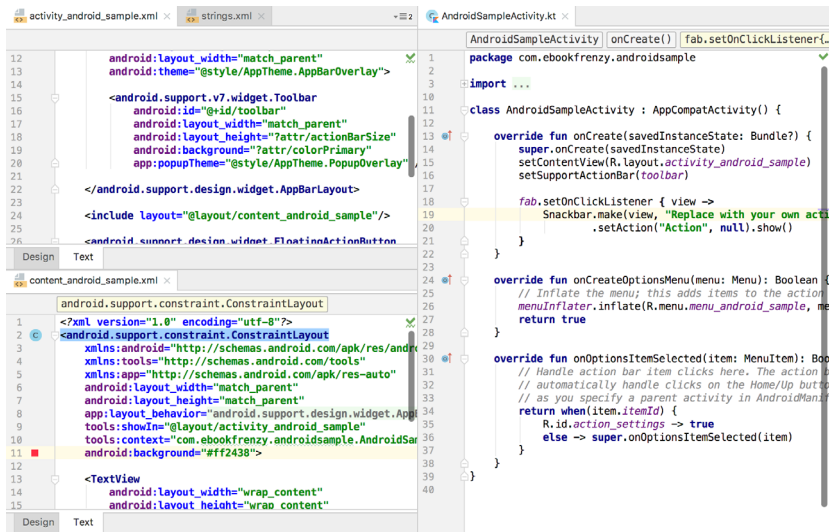 activity_android_sample.xml
strings.xml
2
12 android:layout_width="match_parent"
13 android:theme="@style/AppTheme.AppBarOverlay">
14
15 <android.support.v7.widget.Toolbar
16 android:id="@+id/toolbar"
17 android:layout_width="match_parent"
18 android:layout_height="?attr/actionBarSize"
19 android:background="?attr/colorPrimary"
20 app:popupTheme="@style/AppTheme.PopupOverlay"
21
22 </android.support.design.widget.AppBarLayout>
23
24 <include layout="@layout/content_android_sample"/>
25
26 <android.support.design.widget.FloatingActionButton
Design Text
content_android_sample.xml
android.support.constraint.ConstraintLayout
1 <?xml version="1.0" encoding="utf-8"?>
2 <android.support.constraint.ConstraintLayout
3 xmlns:android="http://schemas.android.com/apk/res/andro
4 xmlns:tools="http://schemas.android.com/tools"
5 xmlns:app="http://schemas.android.com/apk/res-auto"
6 android:layout_width="match_parent"
7 android:layout_height="match_parent"
8 app:layout_behavior="android.support.design.widget.App
9 tools:showIn="@layout/activity_android_sample"
10 tools:context="com.ebookfrenzy.androidsample.AndroidSa
11 android:background="#ff2438">
12
13 <TextView
14 android:layout_width="wrap_content"
15 android:layout_height="wrap_content"
Design Text
AndroidSampleActivity.kt
AndroidSampleActivity onCreate() fab.setOnClickListener{…
1 package com.ebookfrenzy.androidsample
2
3 import ...
10
11 class AndroidSampleActivity : AppCompatActivity() {
12
13 override fun onCreate(savedInstanceState: Bundle?) {
14 super.onCreate(savedInstanceState)
15 setContentView(R.layout.activity_android_sample)
16 setSupportActionBar(toolbar)
17
18 fab.setOnClickListener { view ->
19 Snackbar.make(view, "Replace with your own acti
20 .setAction("Action", null).show()
21 }
22 }
23
24 override fun onCreateOptionsMenu(menu: Menu): Boolean {
25 // Inflate the menu; this adds items to the action
26 menuInflater.inflate(R.menu.menu_android_sample, me
27 return true
28 }
29
30 override fun onOptionsItemSelected(item: MenuItem): Boo
31 // Handle action bar item clicks here. The action b
32 // automatically handle clicks on the Home/Up butto
33 // as you specify a parent activity in AndroidManif
34 return when(item.itemId) {
35 R.id.action_settings -> true
36 else -> super.onOptionsItemSelected(item)
37 }
38 }
39 }
40